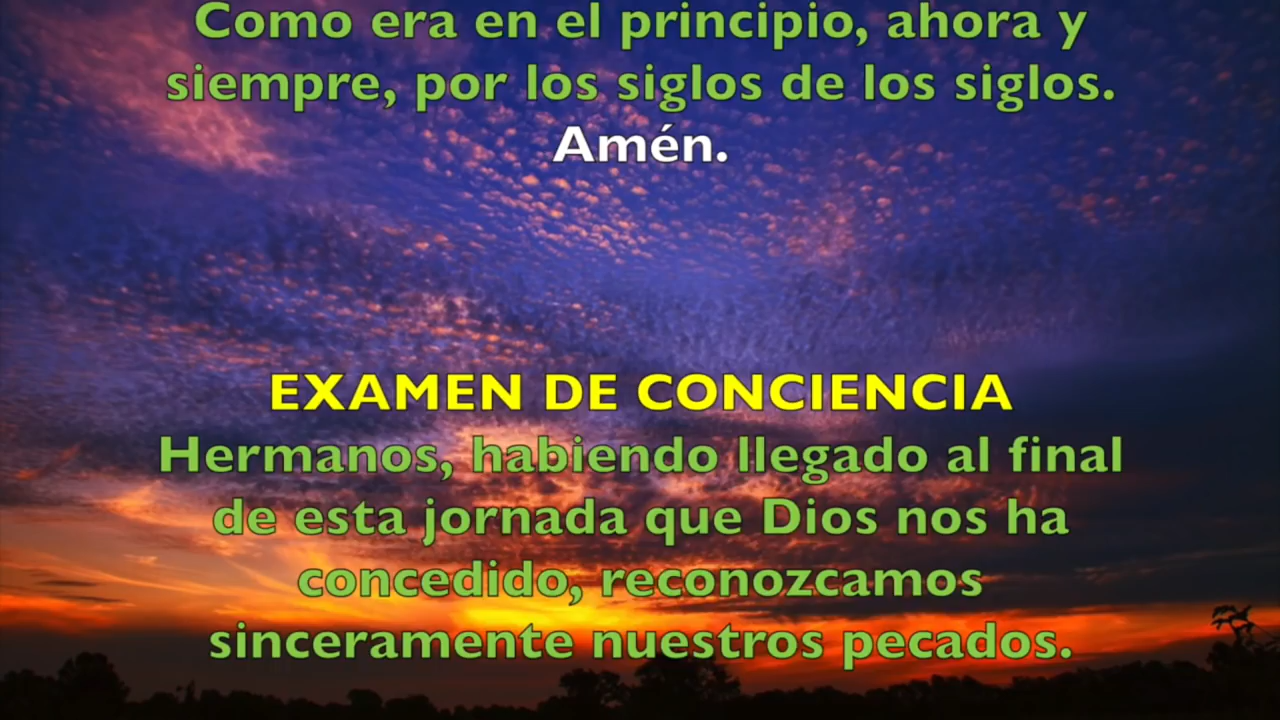 Como era en el principio, ahora y
siempre, por los siglos de los siglos.
Amén.
EXAMEN DE CONCIENCIA
Hermanos, habiendo llegado al final
de esta jornada que Dios nos ha
concedido, reconozcamos
sinceramente nuestros pecados.